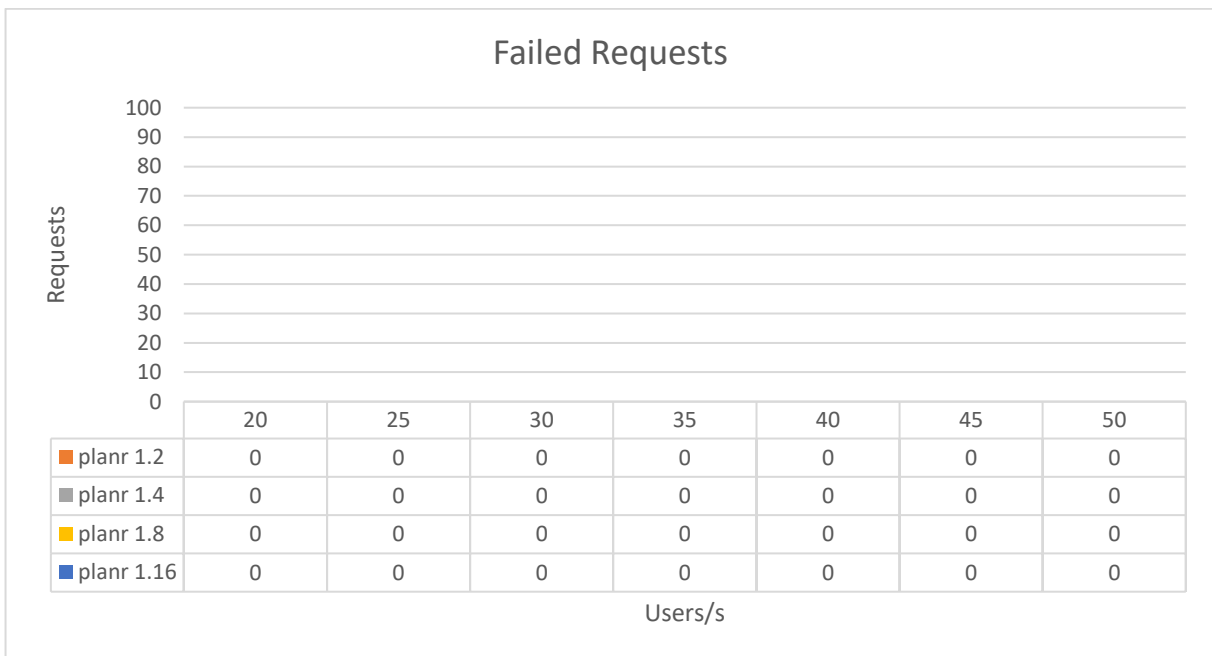 Failed Requests
Requests
100
90
80
70
60
50
40
30
20
10
0
20 25 30 35 40 45 50
planr 1.2 0 0 0 0 0 0 0
planr 1.4 0 0 0 0 0 0 0
planr 1.8 0 0 0 0 0 0 0
planr 1.16 0 0 0 0 0 0 0
Users/s